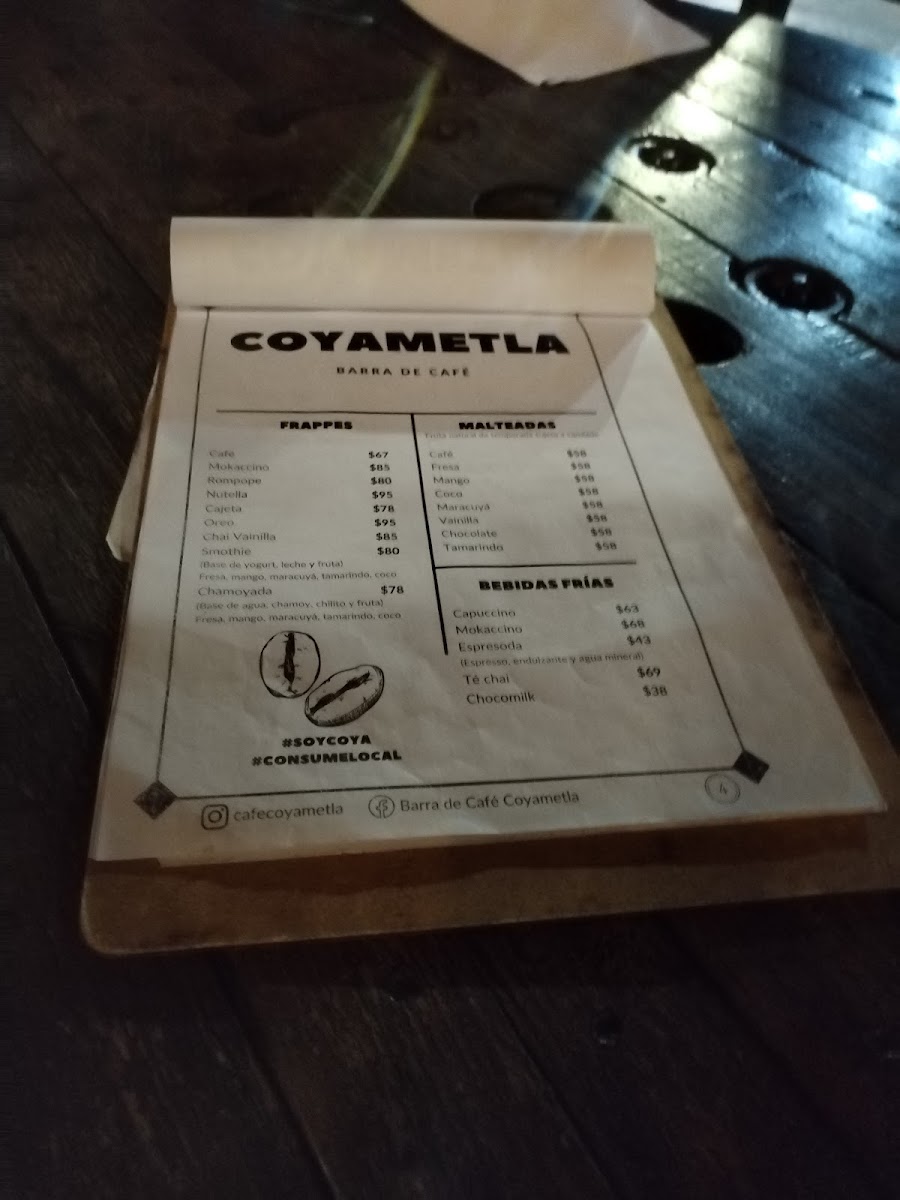 COYAMETLA
BARRA DE CAFÉ
FRAPPES
Café $67
Mokaccino $85
Rompope $80
Nutella $95
Cajeta $78
Oreo $95
Chai Vainilla $85
Smothie $80
(Base de yogurt, leche y fruta)
Fresa, mango, maracuyá, tamarindo, coco
Chamoyada $78
(Base de agua, chamoy, chilito y fruta)
Fresa, mango, maracuyá, tamarindo, coco
#SOYCOYA
#CONSUMELOCAL
MALTEADAS
Fruta natural de temporada
Café $58
Fresa $58
Mango $58
Coco $58
Maracuyá $58
Vainilla $58
Chocolate $58
Tamarindo $58
BEBIDAS FRÍAS
Capuccino $63
Mokaccino $68
Espresoda $43
(Espresso, endulzante y agua mineral)
Té chai $69
Chocomilk $38
cafecoyametla
Barra de Café Coyametla
4